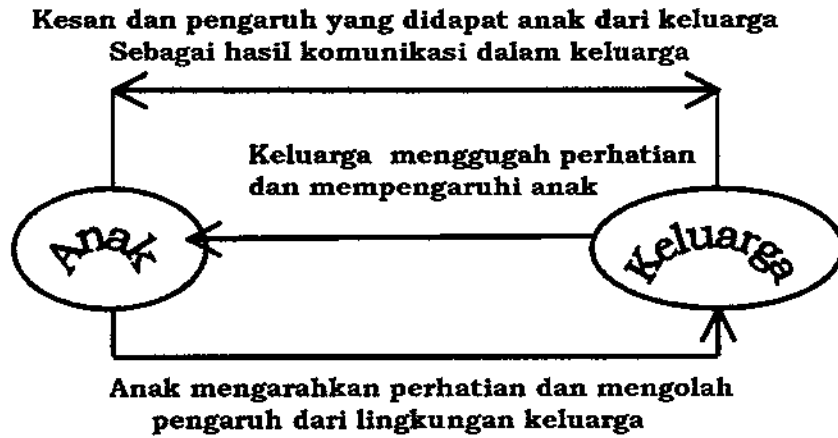 Kesan dan pengaruh yang didapat anak dari keluarga
Sebagai hasil komunikasi dalam keluarga
Keluarga menggugah perhatian
dan mempengaruhi anak
Anak
Keluarga
Anak mengarahkan perhatian dan mengolah
pengaruh dari lingkungan keluarga